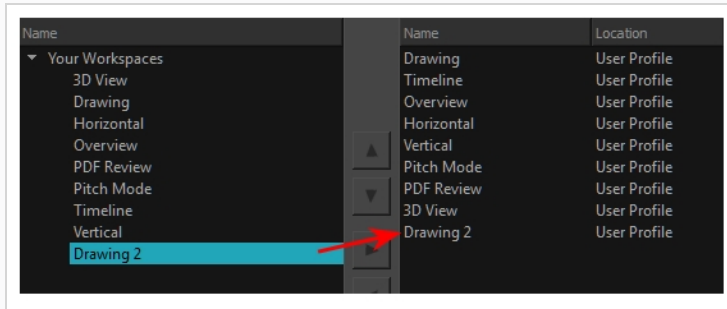 Name
Your Workspaces
3D View
Drawing
Horizontal
Overview
PDF Review
Pitch Mode
Timeline
Vertical
Drawing 2
Name Location
Drawing User Profile
Timeline User Profile
Overview User Profile
Horizontal User Profile
Vertical User Profile
Pitch Mode User Profile
PDF Review User Profile
3D View User Profile
Drawing 2 User Profile